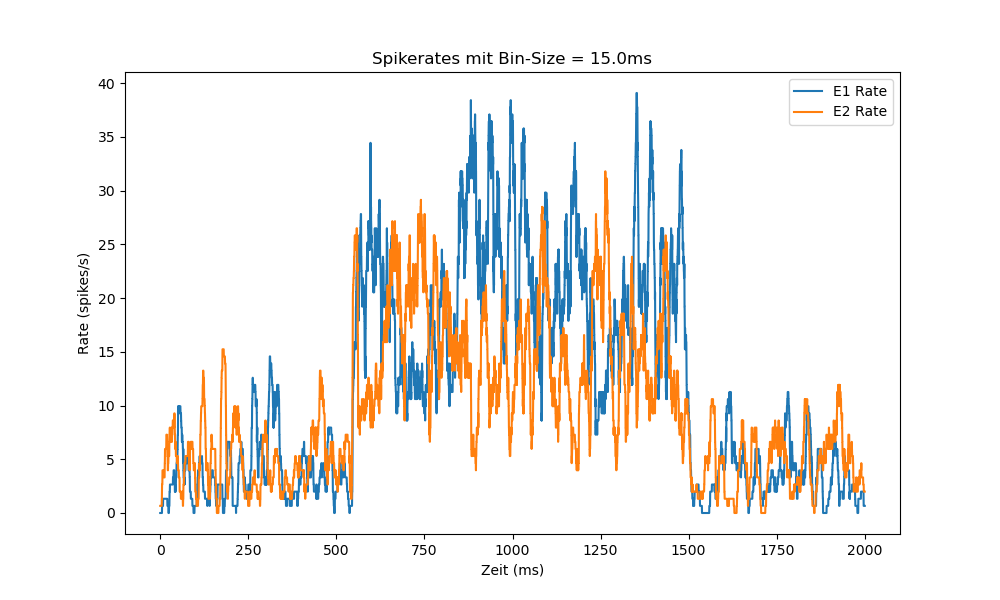 Spikerates mit Bin-Size = 15.0ms
E1 Rate
E2 Rate
Rate (spikes/s)
40
35
30
25
20
15
10
5
0
0 250 500 750 1000 1250 1500 1750 2000
Zeit (ms)